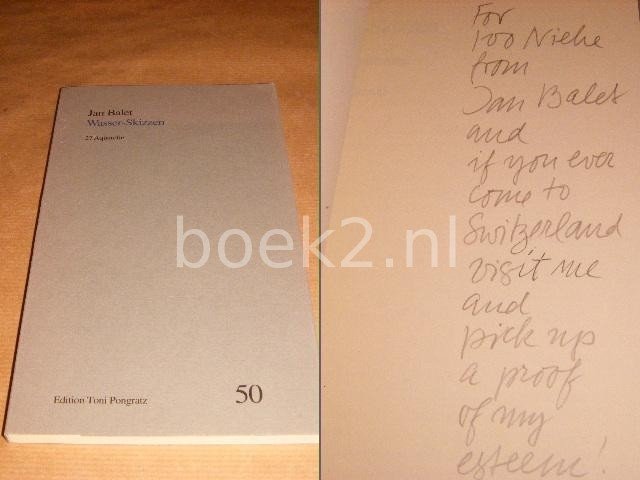 Jan Balet
Wasser-Skizzen
27 Aquarelle
Edition Toni Pongratz
50
boek2.nl
For
100 Niehe
from
Jan Balet
and
if you ever
come to
Switzerland
visit me
and
pick up
a proof
of my
esteem!